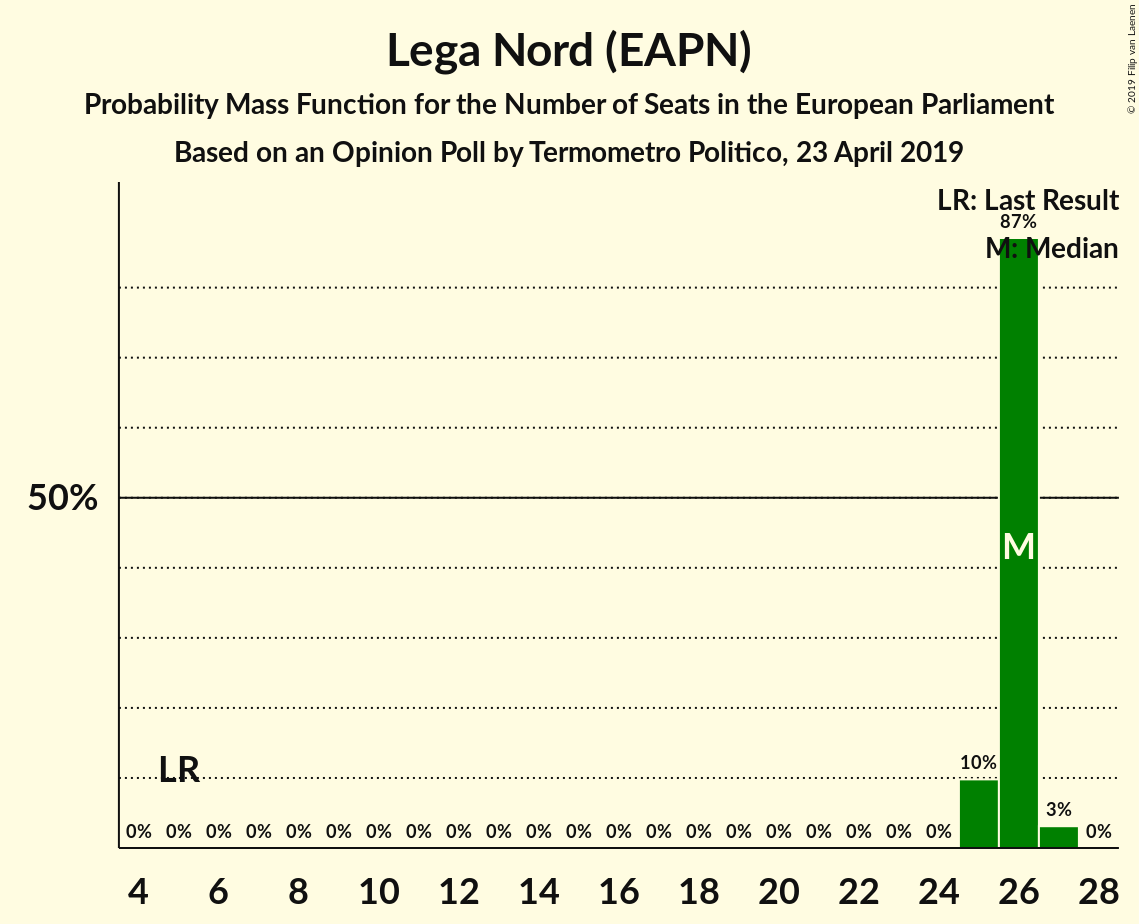 Lega Nord (EAPN)
Probability Mass Function for the Number of Seats in the European Parliament
Based on an Opinion Poll by Termometro Politico, 23 April 2019
© 2019 Filip van Laenen
LR: Last Result
87%
M: Median
50%
M
LR
10%
3%
0% 0% 0% 0% 0% 0% 0% 0% 0% 0% 0% 0% 0% 0% 0% 0% 0% 0% 0% 0% 0% 0%
4 6 8 10 12 14 16 18 20 22 24 26 28